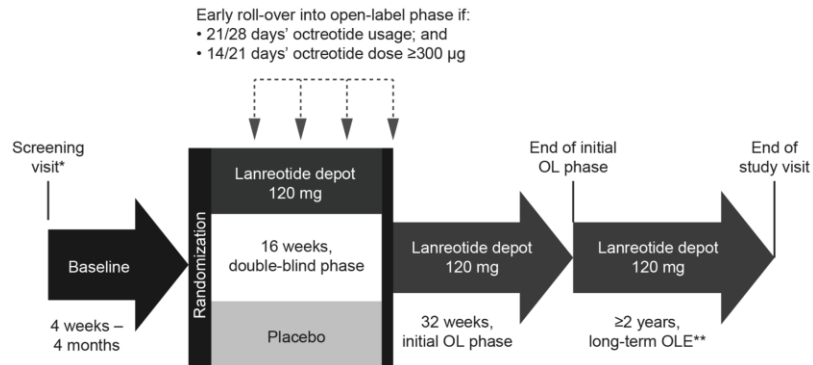 Early roll-over into open-label phase if:
• 21/28 days’ octreotide usage; and
• 14/21 days’ octreotide dose ≥300 µg
Screening
visit*
Baseline
4 weeks –
4 months
Randomization
Lanreotide depot
120 mg
16 weeks,
double-blind phase
Placebo
Lanreotide depot
120 mg
32 weeks,
initial OL phase
End of initial
OL phase
Lanreotide depot
120 mg
≥2 years,
long-term OLE**
End of
study visit